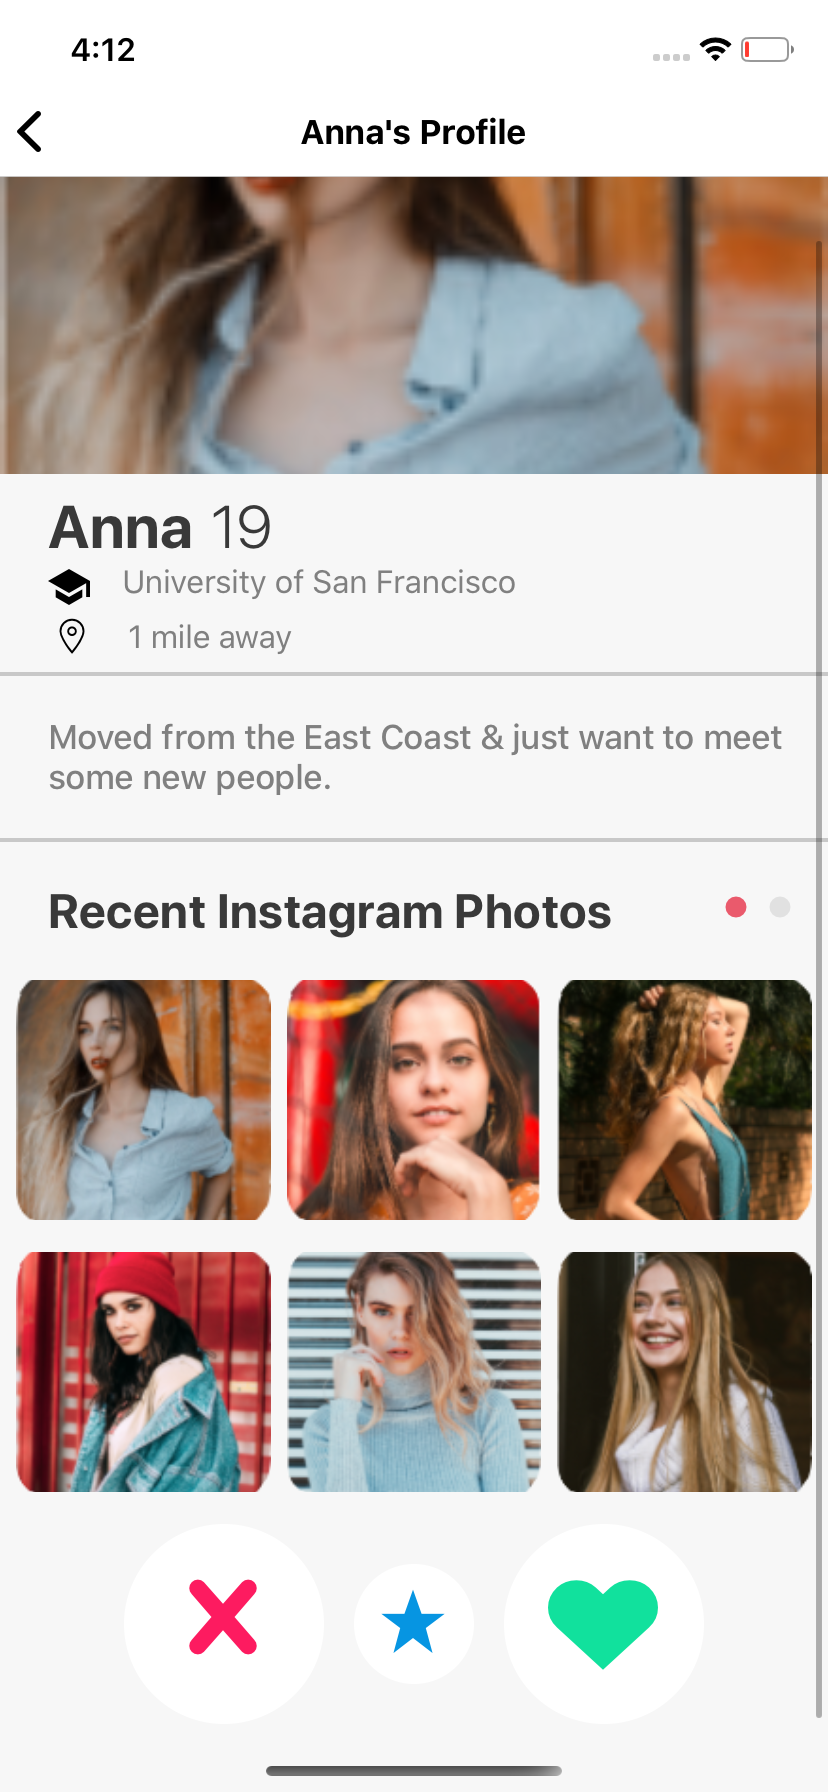 4:12
Anna's Profile
Anna 19
University of San Francisco
1 mile away
Moved from the East Coast & just want to meet
some new people.
Recent Instagram Photos